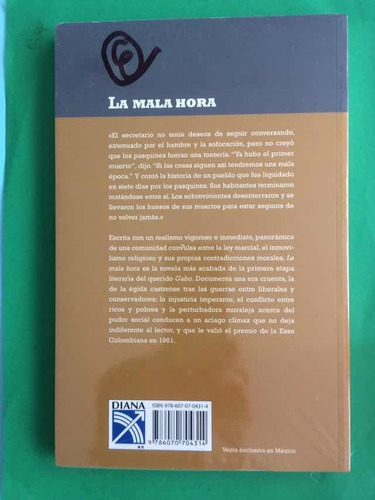 LA MALA HORA
«El secretario no tenía deseos de seguir conversando,
extenuado por el hambre y la sofocación, pero no creyó
que los pasquines fueran una tontería. “Ya hubo el primer
muerto”, dijo. “Si las cosas siguen así tendremos una mala
época.” Y contó la historia de un pueblo que fue liquidado
en siete días por los pasquines. Sus habitantes terminaron
matándose entre sí. Los sobrevivientes desenterraron y se
llevaron los huesos de sus muertos para estar seguros de
no volver jamás.»
Escrita con un realismo vigoroso e inmediato, panorámica
de una comunidad convulsa entre la ley marcial, el inmovi-
lismo religioso y sus propias contradicciones morales, La
mala hora es la novela más acabada de la primera etapa
literaria del querido Gabo. Documenta una era cruenta, la
de la égida castrense tras las guerras entre liberales y
conservadores; la injusticia imperante, el conflicto entre
ricos y pobres y la perturbadora moraleja acerca del
pudor social conducen a un aciago clímax que no deja
indiferente al lector, y que le valió el premio de la Esso
Colombiana en 1961.
DIANA
ISBN: 978-607-07-0431-4
9 786070 704314
Venta exclusiva en México